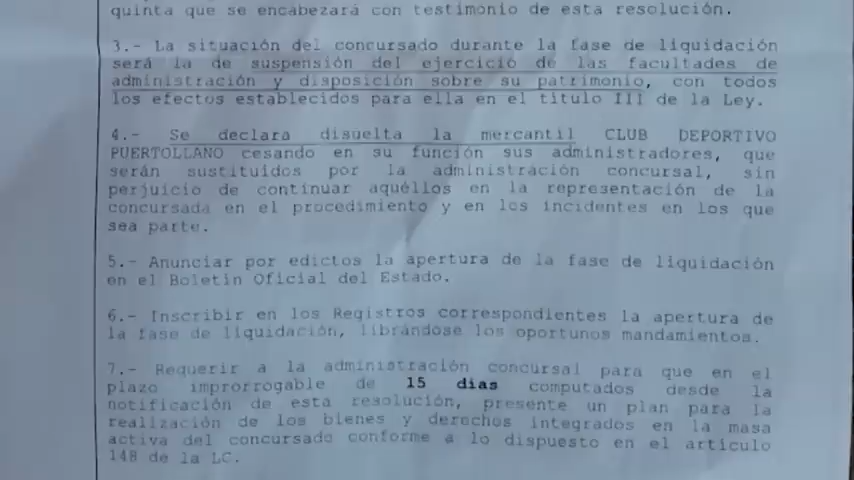 quinta que se encabezará con testimonio de esta resolución.
3.- La situación del concursado durante la fase de liquidación
será la de suspensión del ejercicio de las facultades de
administración y disposición sobre su patrimonio, con todos
los efectos establecidos para ella en el título III de la Ley.
4.- Se declara disuelta la mercantil CLUB DEPORTIVO
PUERTOLLANO cesando en su función sus administradores, que
serán sustituidos por la administración concursal, sin
perjuicio de continuar aquéllos en la representación de la
concursada en el procedimiento y en los incidentes en los que
sea parte.
5.- Anunciar por edictos la apertura de la fase de liquidación
en el Boletín Oficial del Estado.
6.- Inscribir en los Registros correspondientes la apertura de
la fase de liquidación, librándose los oportunos mandamientos.
7.- Requerir a la administración concursal para que en el
plazo improrrogable de 15 días computados desde la
notificación de esta resolución, presente un plan para la
realización de los bienes y derechos integrados en la masa
activa del concursado conforme a lo dispuesto en el artículo
148 de la LC.